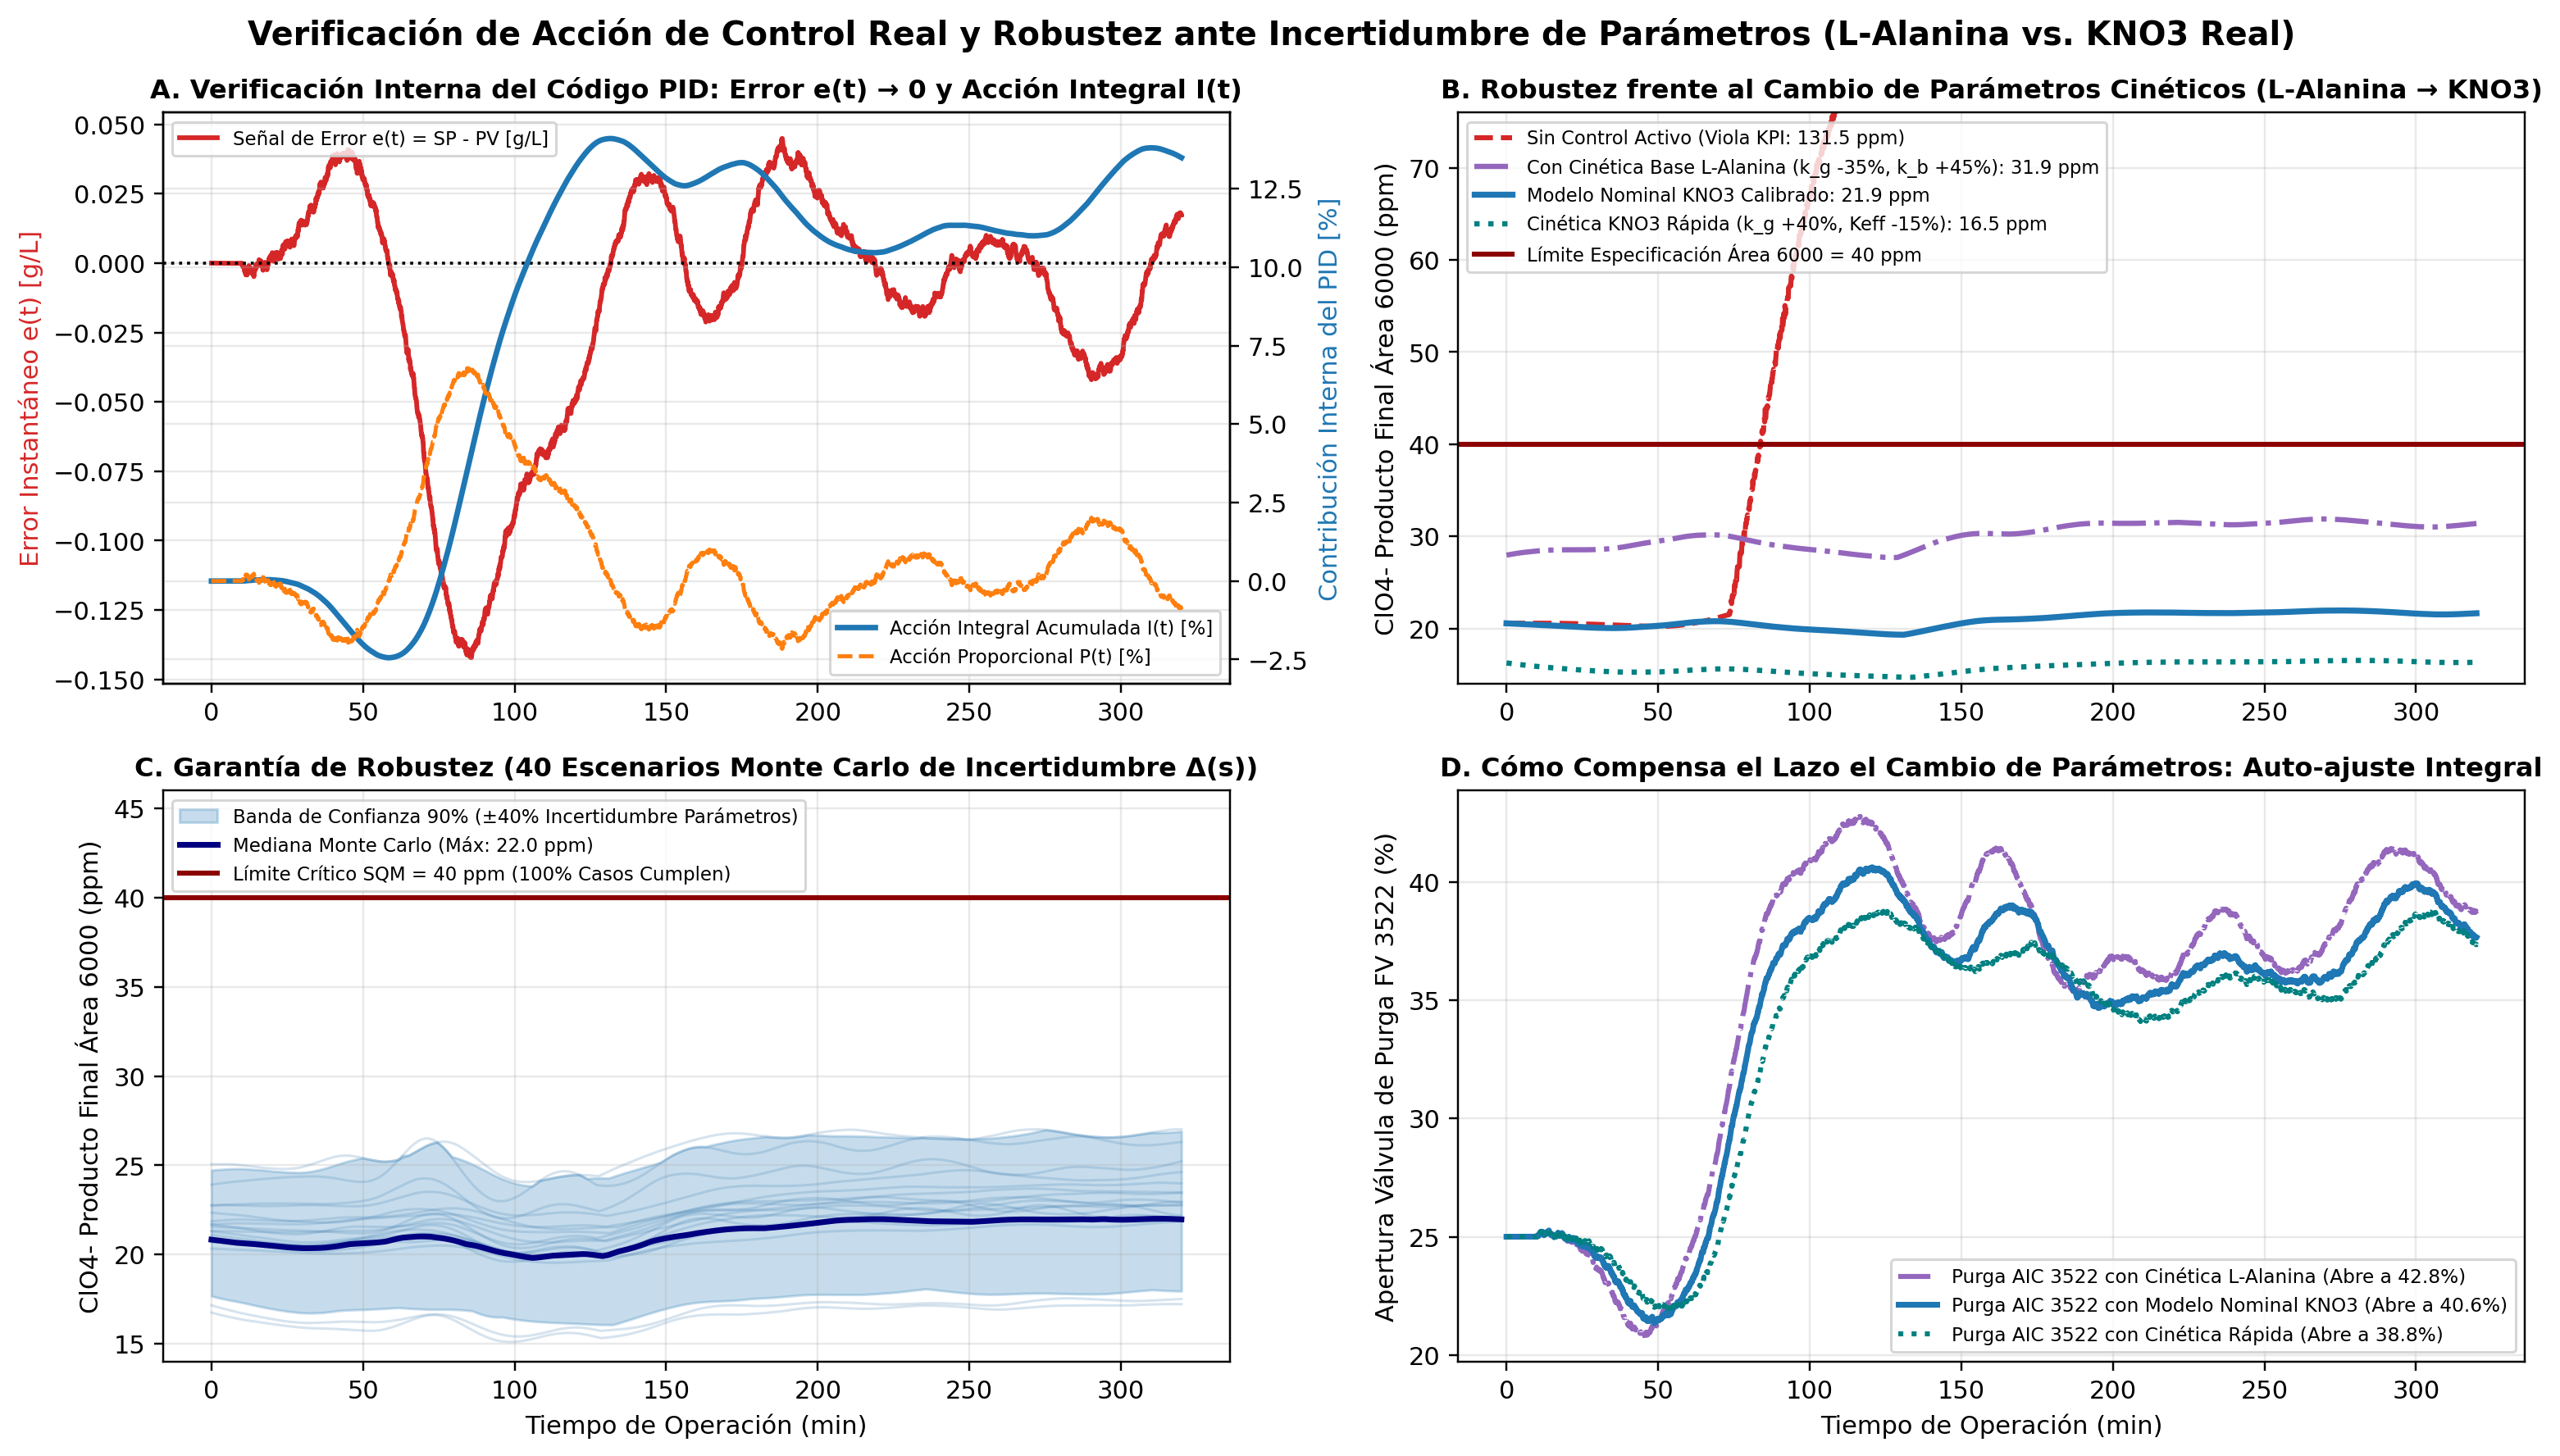 Verificación de Acción de Control Real y Robustez ante Incertidumbre de Parámetros (L-Alanina vs. KNO3 Real)
A. Verificación Interna del Código PID: Error e(t) → 0 y Acción Integral I(t)
Señal de Error e(t) = SP - PV [g/L]
Acción Integral Acumulada I(t) [%]
Acción Proporcional P(t) [%]
Error Instantáneo e(t) [g/L]
0.050
0.025
0.000
−0.025
−0.050
−0.075
−0.100
−0.125
−0.150
Contribución Interna del PID [%]
12.5
10.0
7.5
5.0
2.5
0.0
−2.5
0
50
100
150
200
250
300
B. Robustez frente al Cambio de Parámetros Cinéticos (L-Alanina → KNO3)
Sin Control Activo (Viola KPI: 131.5 ppm)
Con Cinética Base L-Alanina (k_g -35%, k_b +45%): 31.9 ppm
Modelo Nominal KNO3 Calibrado: 21.9 ppm
Cinética KNO3 Rápida (k_g +40%, Keff -15%): 16.5 ppm
Límite Especificación Área 6000 = 40 ppm
ClO4- Producto Final Área 6000 (ppm)
70
60
50
40
30
20
0
50
100
150
200
250
300
C. Garantía de Robustez (40 Escenarios Monte Carlo de Incertidumbre Δ(s))
Banda de Confianza 90% (±40% Incertidumbre Parámetros)
Mediana Monte Carlo (Máx: 22.0 ppm)
Límite Crítico SQM = 40 ppm (100% Casos Cumplen)
ClO4- Producto Final Área 6000 (ppm)
45
40
35
30
25
20
15
0
50
100
150
200
250
300
Tiempo de Operación (min)
D. Cómo Compensa el Lazo el Cambio de Parámetros: Auto-ajuste Integral
Purga AIC 3522 con Cinética L-Alanina (Abre a 42.8%)
Purga AIC 3522 con Modelo Nominal KNO3 (Abre a 40.6%)
Purga AIC 3522 con Cinética Rápida (Abre a 38.8%)
Apertura Válvula de Purga FV 3522 (%)
40
35
30
25
20
0
50
100
150
200
250
300
Tiempo de Operación (min)